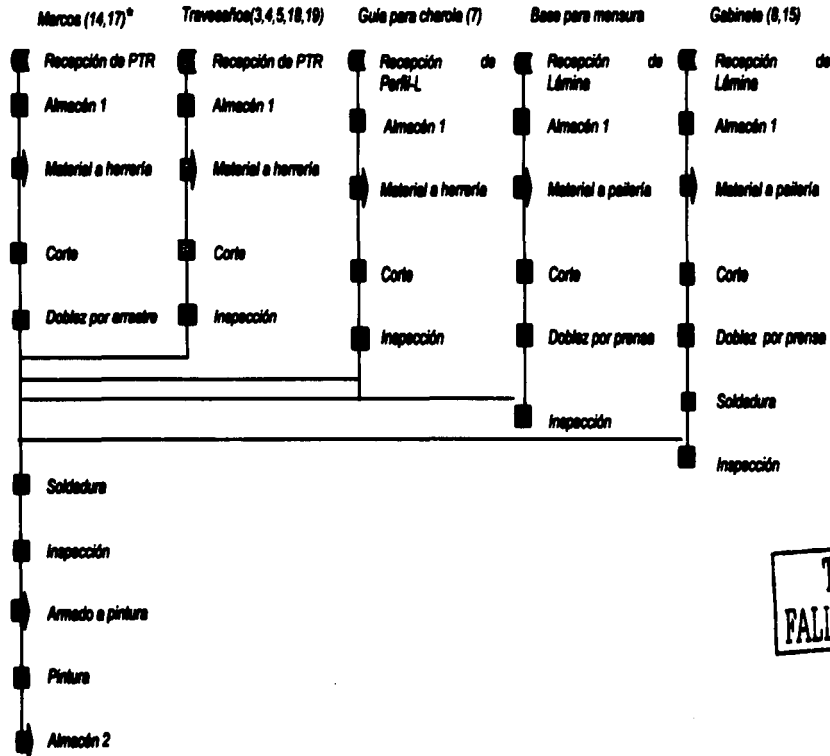 Marcos (14,17)*
Recepción de PTR
Almacén 1
Material a herrería
Corte
Doblez por arrastre
Soldadura
Inspección
Armado a pintura
Pintura
Almacén 2
Travesaños(3,4,5,18,19)
Recepción de PTR
Almacén 1
Material a herrería
Corte
Inspección
Guía para charola (7)
Recepción de
Perfil-L
Almacén 1
Material a herrería
Corte
Inspección
Base para mensura
Recepción de
Lámina
Almacén 1
Material a pailería
Corte
Doblez por prensa
Inspección
Gabinete (8,15)
Recepción de
Lámina
Almacén 1
Material a pailería
Corte
Doblez por prensa
Soldadura
Inspección
T
FALL